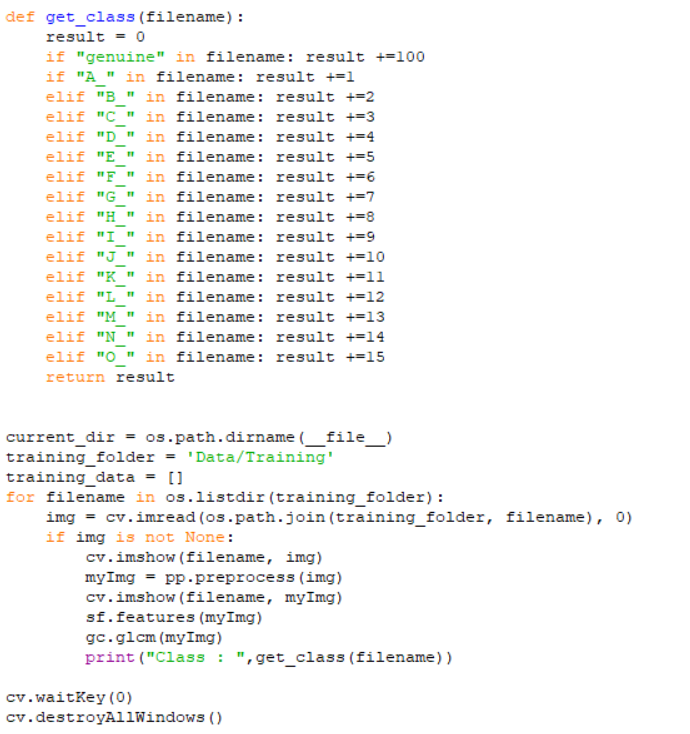 def get_class(filename):
    result = 0
    if "genuine" in filename: result +=100
    if "A_" in filename: result +=1
    elif "B_" in filename: result +=2
    elif "C_" in filename: result +=3
    elif "D_" in filename: result +=4
    elif "E_" in filename: result +=5
    elif "F_" in filename: result +=6
    elif "G_" in filename: result +=7
    elif "H_" in filename: result +=8
    elif "I_" in filename: result +=9
    elif "J_" in filename: result +=10
    elif "K_" in filename: result +=11
    elif "L_" in filename: result +=12
    elif "M_" in filename: result +=13
    elif "N_" in filename: result +=14
    elif "O_" in filename: result +=15
    return result
current_dir = os.path.dirname(__file__)
training_folder = 'Data/Training'
training_data = []
for filename in os.listdir(training_folder):
    img = cv.imread(os.path.join(training_folder, filename), 0)
    if img is not None:
        cv.imshow(filename, img)
        myImg = pp.preprocess(img)
        cv.imshow(filename, myImg)
        sf.features(myImg)
        gc.glcm(myImg)
        print("Class : ",get_class(filename))
cv.waitKey(0)
cv.destroyAllWindows()